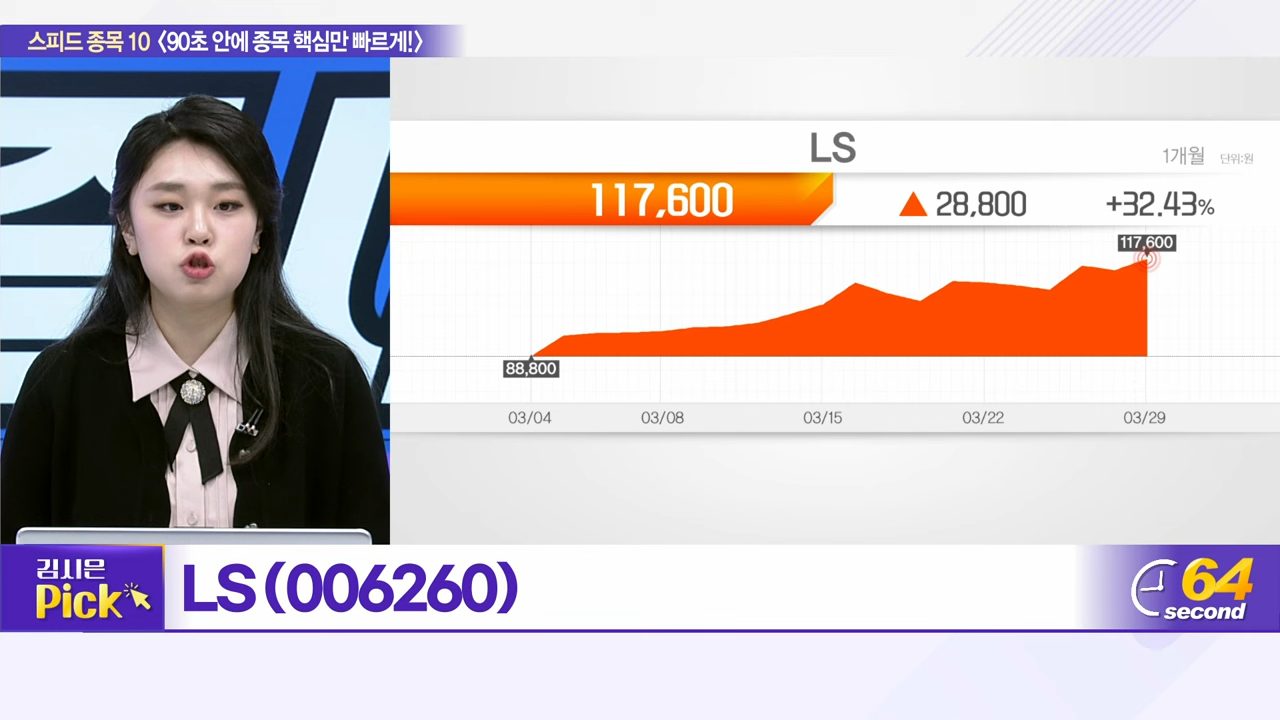 스피드 종목 10 〈90초 안에 종목 핵심만 빠르게!〉
LS
1개월 단위:원
117,600 ▲ 28,800 +32.43%
117,600
88,800
03/04 03/08 03/15 03/22 03/29
김시은
Pick
LS(006260)
64
second